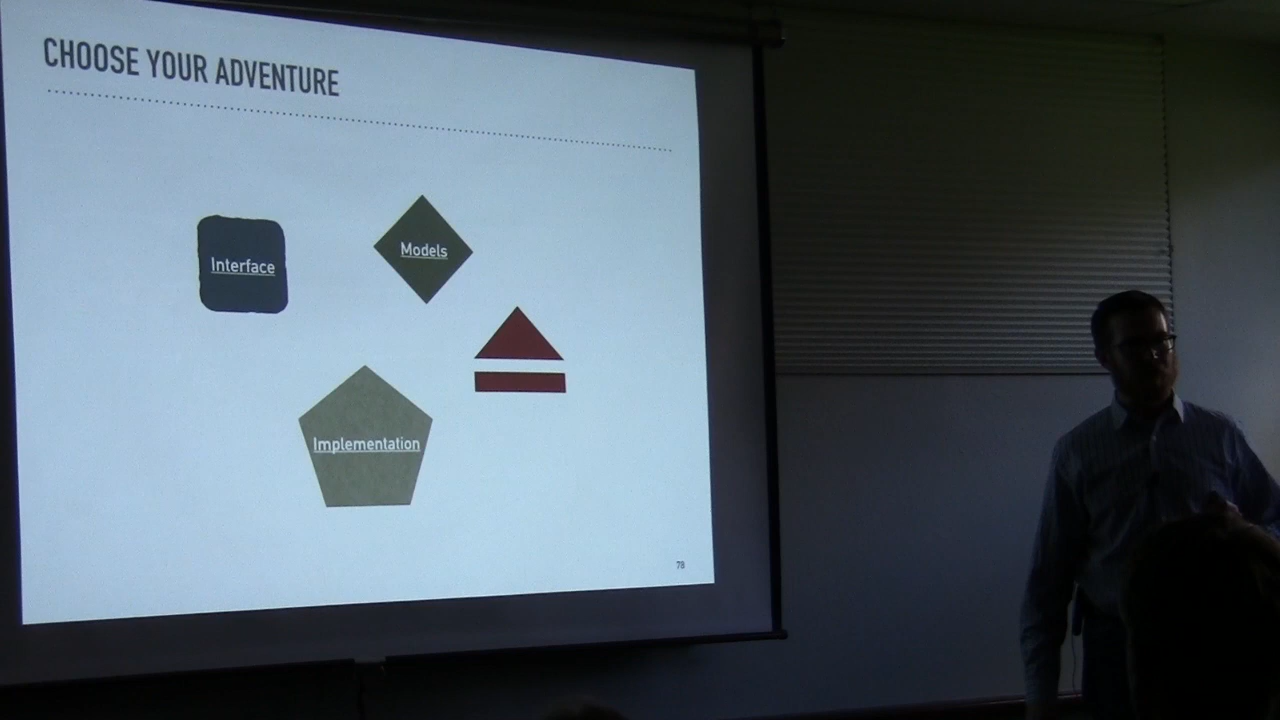 CHOOSE YOUR ADVENTURE
Interface
Models
Implementation
78